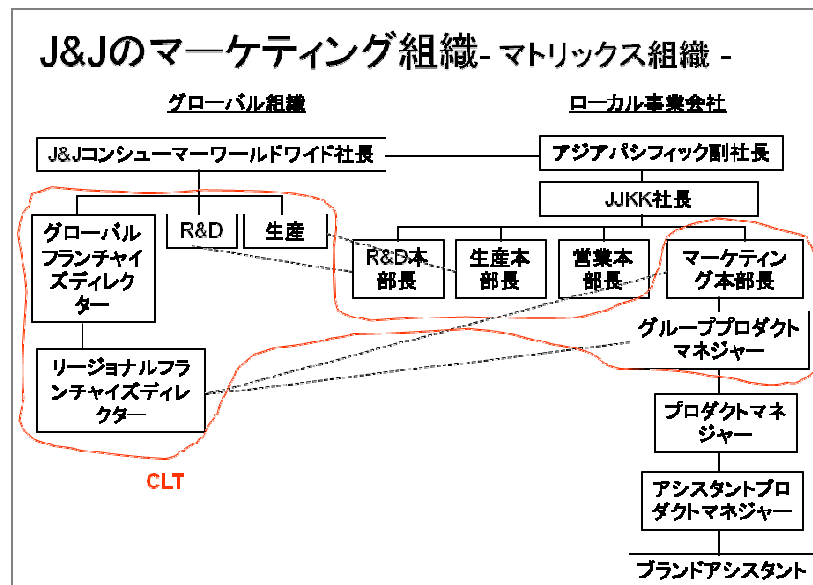 J&Jのマーケティング組織- マトリックス組織 -
グローバル組織
ローカル事業会社
J&Jコンシューマーワールドワイド社長
アジアパシフィック副社長
JJKK社長
グローバル
フランチャイ
ズディレク
ター
R&D
生産
R&D本
部長
生産本
部長
営業本
部長
マーケティン
グ本部長
グループプロダクト
マネジャー
リージョナルフラ
ンチャイズディレ
クター
プロダクトマネ
ジャー
CLT
アシスタントプロ
ダクトマネジャー
ブランドアシスタント